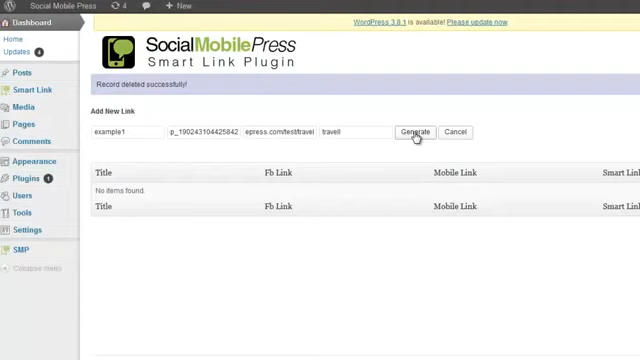 Social Mobile Press 4 New
Dashboard
WordPress 3.8.1 is available! Please update now.
Home
Updates 4
SocialMobilePress
Smart Link Plugin
Posts
Record deleted successfully!
Smart Link
Media
Add New Link
Pages
example1 p_190243104425842 epress.com/test/travel travell Generate Cancel
Comments
Appearance
Title Fb Link Mobile Link Smart Link
Plugins 1
No items found.
Users
Title Fb Link Mobile Link Smart Link
Tools
Settings
SMP
Collapse menu